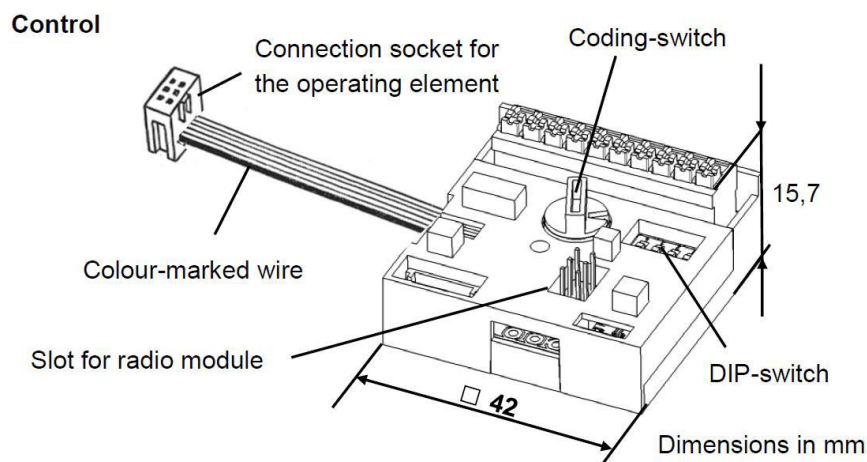 Control
Connection socket for
the operating element
Coding-switch
15,7
Colour-marked wire
Slot for radio module
DIP-switch
□ 42
Dimensions in mm